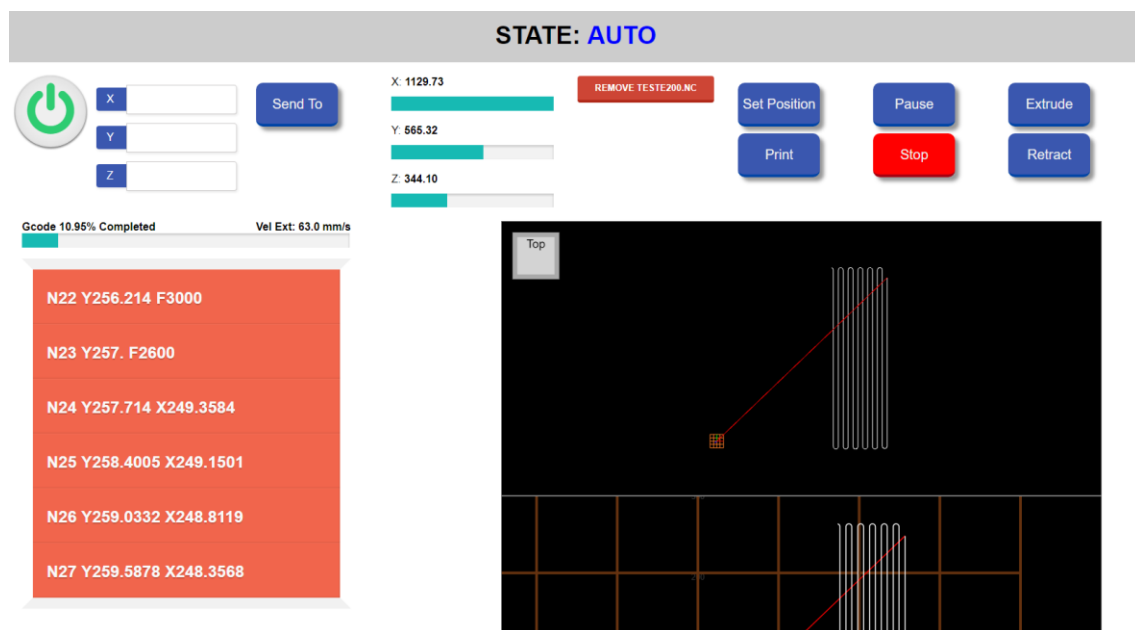 STATE: AUTO
X
Y
Z
Send To
X: 1129.73
Y: 565.32
Z: 344.10
REMOVE TESTE200.NC
Set Position
Pause
Extrude
Print
Stop
Retract
Gcode 10.95% Completed
Vel Ext: 63.0 mm/s
N22 Y256.214 F3000
N23 Y257. F2600
N24 Y257.714 X249.3584
N25 Y258.4005 X249.1501
N26 Y259.0332 X248.8119
N27 Y259.5878 X248.3568
Top